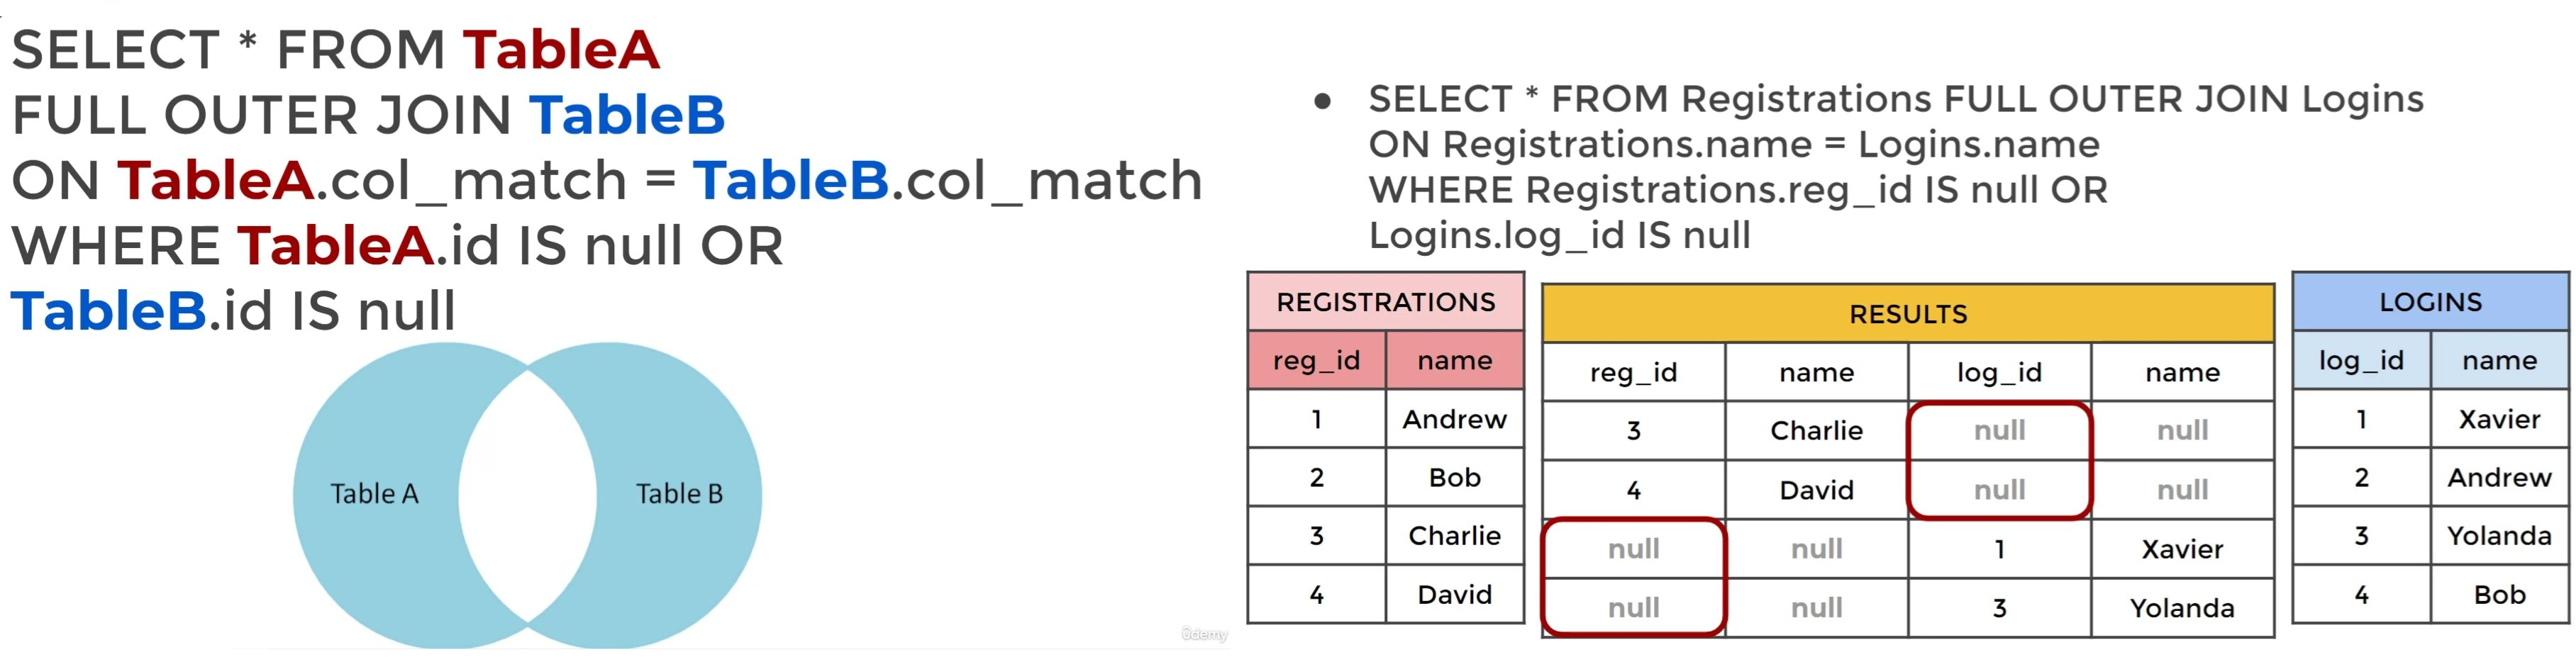 SELECT * FROM TableA
FULL OUTER JOIN TableB
ON TableA.col_match = TableB.col_match
WHERE TableA.id IS null OR
TableB.id IS null
Table A
Table B
ûdemy
SELECT * FROM Registrations FULL OUTER JOIN Logins
ON Registrations.name = Logins.name
WHERE Registrations.reg_id IS null OR
Logins.log_id IS null
REGISTRATIONS
reg_id name
1 Andrew
2 Bob
3 Charlie
4 David
RESULTS
reg_id name log_id name
3 Charlie null null
4 David null null
null null 1 Xavier
null null 3 Yolanda
LOGINS
log_id name
1 Xavier
2 Andrew
3 Yolanda
4 Bob